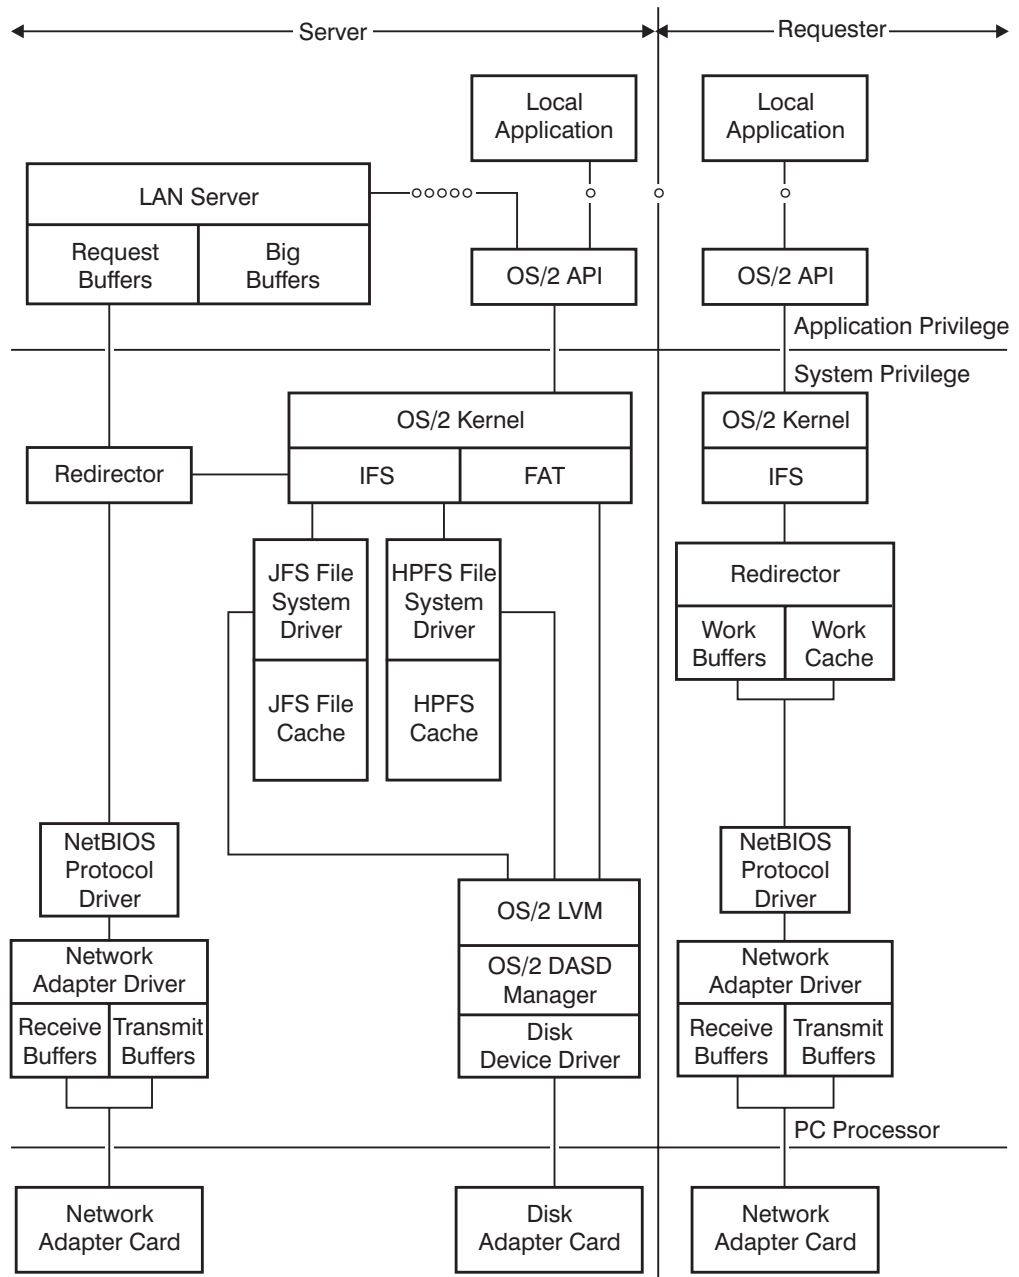 Server
Requester
Local
Application
Local
Application
LAN Server
Request
Buffers
Big
Buffers
OS/2 API
OS/2 API
Application Privilege
System Privilege
OS/2 Kernel
IFS
FAT
OS/2 Kernel
IFS
Redirector
JFS File
System
Driver
JFS File
Cache
HPFS File
System
Driver
HPFS
Cache
Redirector
Work
Buffers
Work
Cache
NetBIOS
Protocol
Driver
NetBIOS
Protocol
Driver
OS/2 LVM
OS/2 DASD
Manager
Disk
Device Driver
Network
Adapter Driver
Receive
Buffers
Transmit
Buffers
Network
Adapter Driver
Receive
Buffers
Transmit
Buffers
PC Processor
Network
Adapter Card
Disk
Adapter Card
Network
Adapter Card